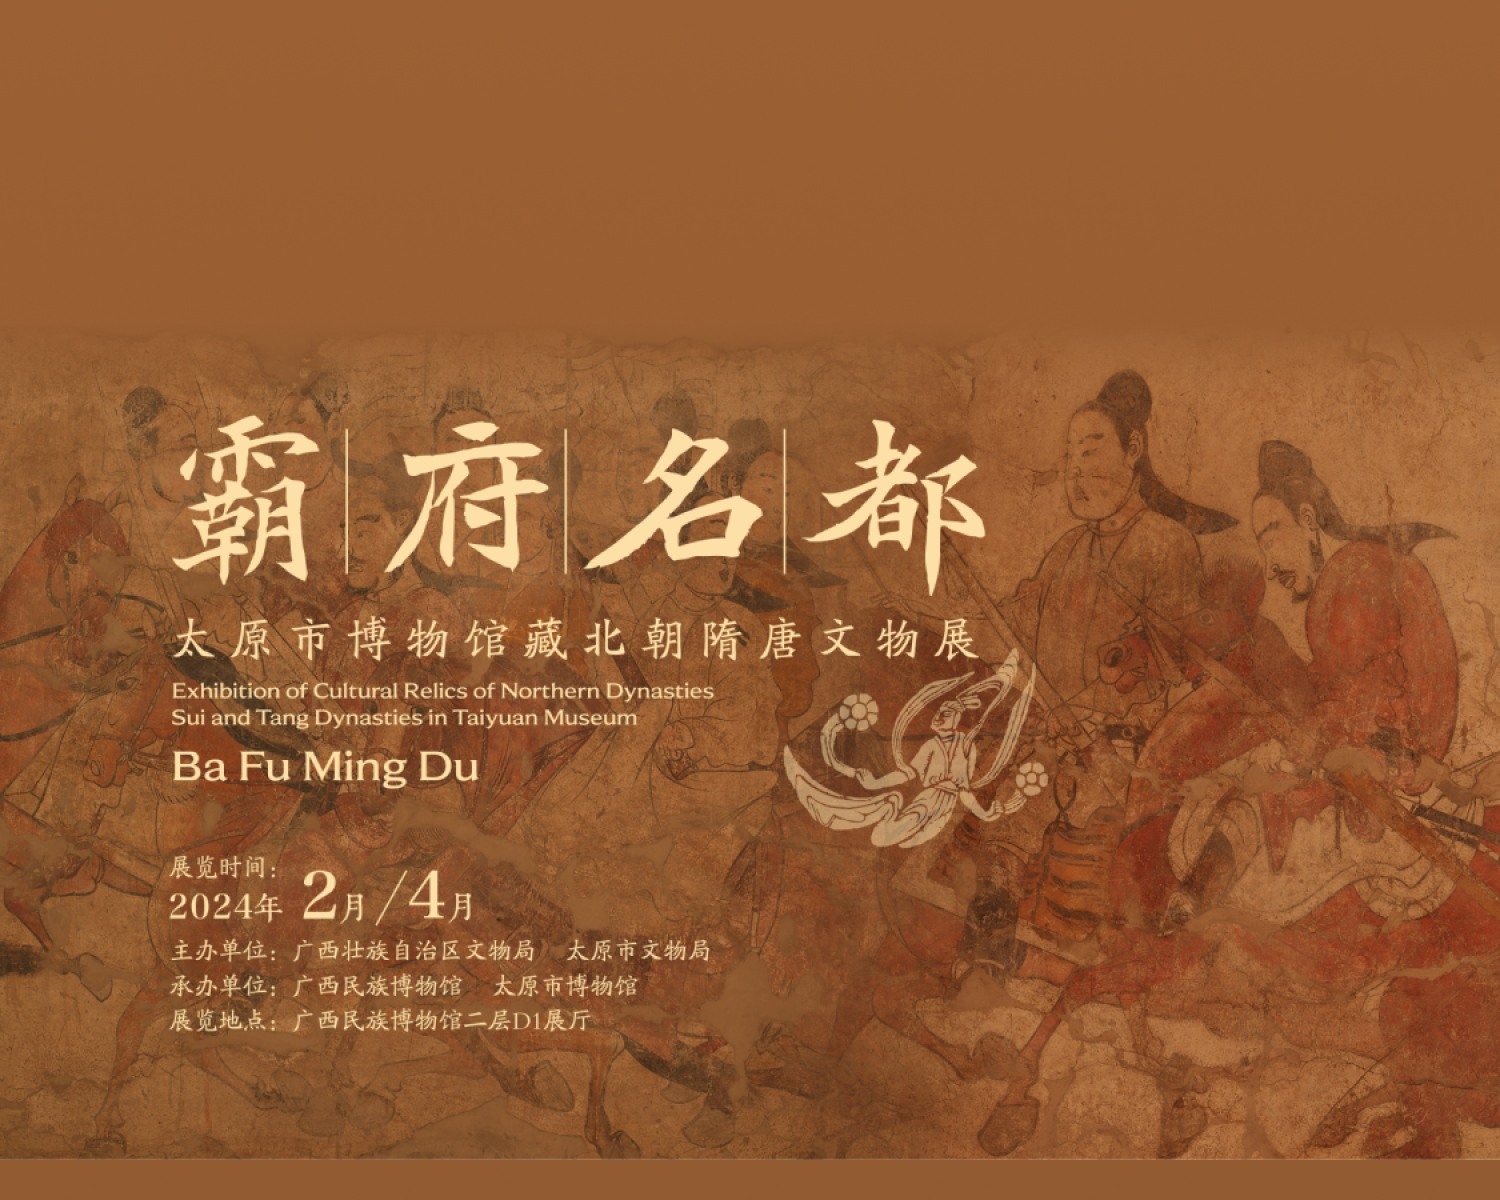 霸府名都
太原市博物馆藏北朝隋唐文物展
Exhibition of Cultural Relics of Northern Dynasties
Sui and Tang Dynasties in Taiyuan Museum
Ba Fu Ming Du
展览时间：
2024年 2月/4月
主办单位：广西壮族自治区文物局 太原市文物局
承办单位：广西民族博物馆 太原市博物馆
展览地点：广西民族博物馆二层D1展厅